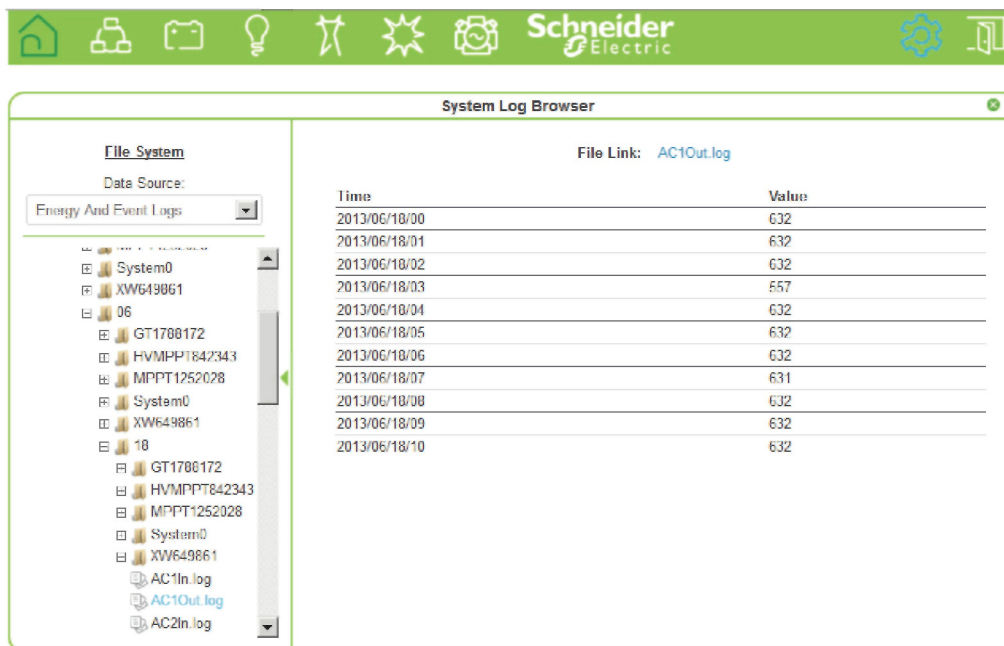 Schneider
Electric
System Log Browser
File System
Data Source:
Energy And Event Logs
System0
XW649861
06
GT1788172
HVMPPT842343
MPPT1252028
System0
XW649861
18
GT1788172
HVMPPT842343
MPPT1252028
System0
XW649861
AC1In.log
AC1Out.log
AC2In.log
File Link: AC1Out.log
Time Value
2013/06/18/00 632
2013/06/18/01 632
2013/06/18/02 632
2013/06/18/03 557
2013/06/18/04 632
2013/06/18/05 632
2013/06/18/06 632
2013/06/18/07 631
2013/06/18/08 632
2013/06/18/09 632
2013/06/18/10 632